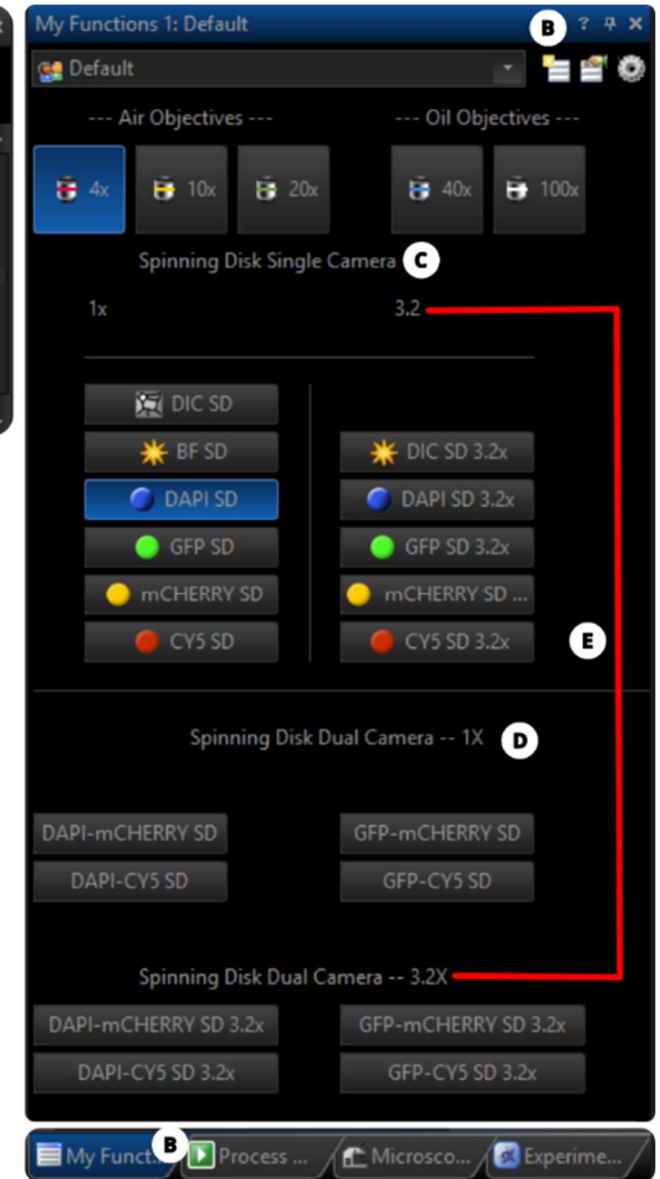 My Functions 1: Default B ?
Default
--- Air Objectives --- --- Oil Objectives ---
4x 10x 20x 40x 100x
Spinning Disk Single Camera C
1x 3.2
DIC SD
BF SD DIC SD 3.2x
DAPI SD DAPI SD 3.2x
GFP SD GFP SD 3.2x
mCHERRY SD mCHERRY SD ...
CY5 SD CY5 SD 3.2x
E
Spinning Disk Dual Camera -- 1X D
DAPI-mCHERRY SD GFP-mCHERRY SD
DAPI-CY5 SD GFP-CY5 SD
Spinning Disk Dual Camera -- 3.2X
DAPI-mCHERRY SD 3.2x GFP-mCHERRY SD 3.2x
DAPI-CY5 SD 3.2x GFP-CY5 SD 3.2x
My Funct... B Process ... Microsco... Experime...